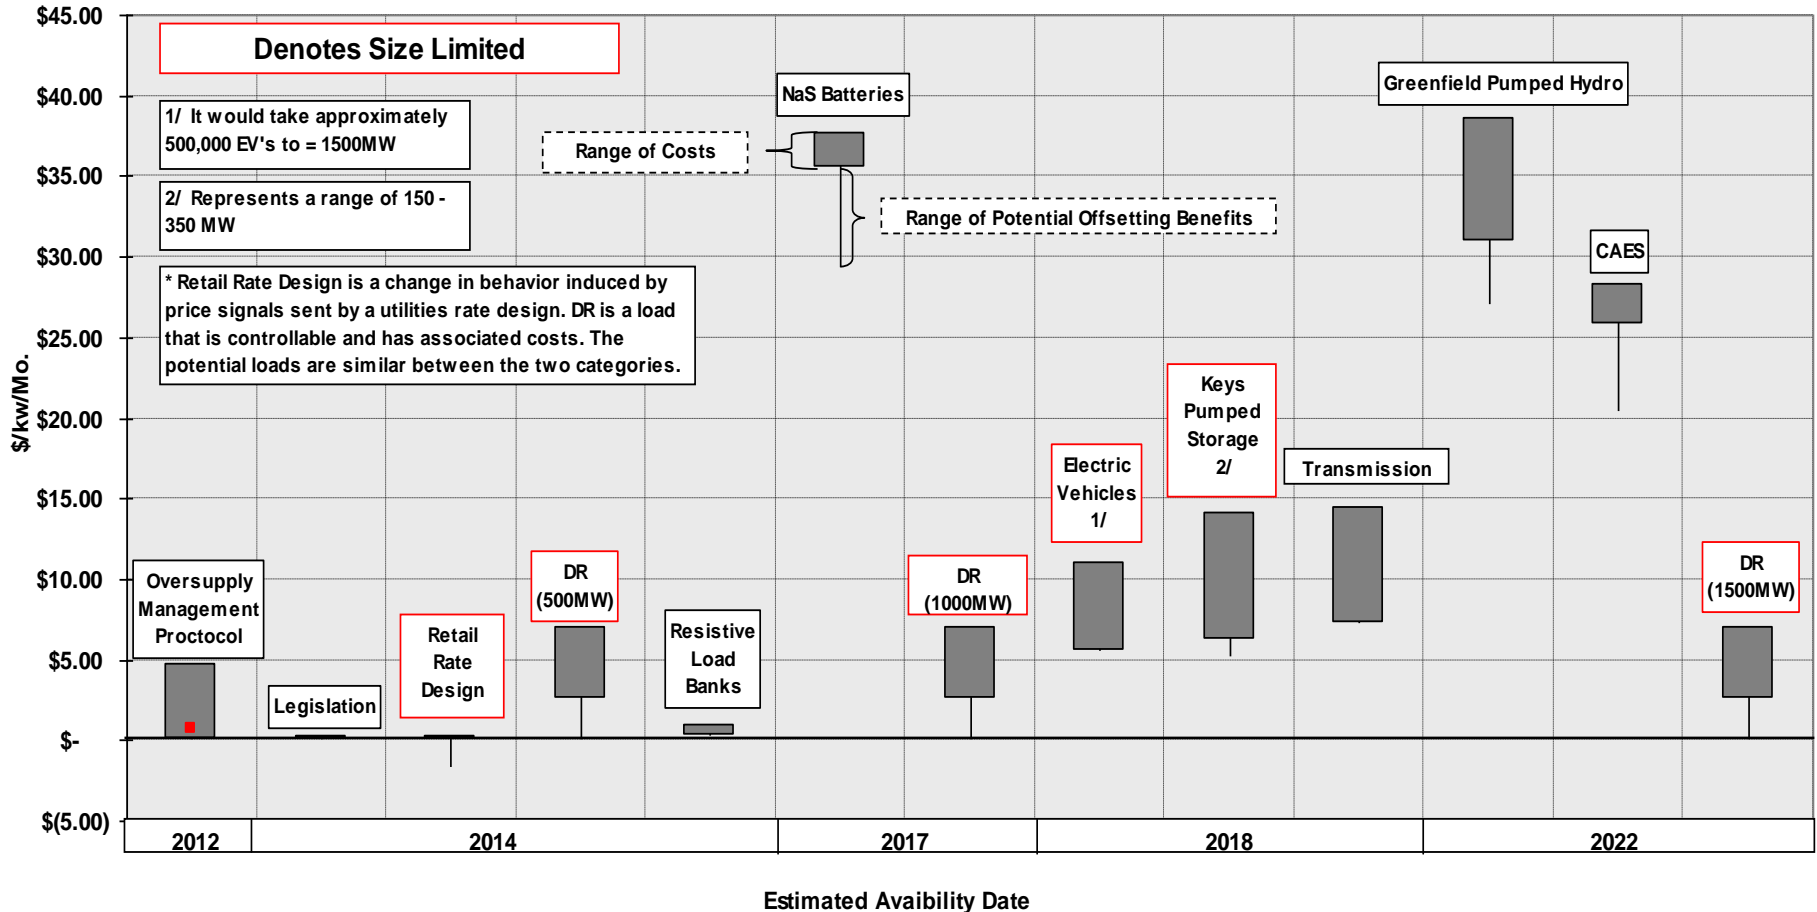 $45.00
$40.00
$35.00
$30.00
$25.00
$20.00
$15.00
$10.00
$5.00
$-
$(5.00)
$/kw/Mo.
Denotes Size Limited
1/ It would take approximately
500,000 EV's to = 1500MW
2/ Represents a range of 150 -
350 MW
* Retail Rate Design is a change in behavior induced by
price signals sent by a utilities rate design. DR is a load
that is controllable and has associated costs. The
potential loads are similar between the two categories.
NaS Batteries
Range of Costs
Range of Potential Offsetting Benefits
Greenfield Pumped Hydro
CAES
Keys
Pumped
Storage
2/
Electric
Vehicles
1/
Transmission
Oversupply
Management
Proctocol
Legislation
Retail
Rate
Design
DR
(500MW)
Resistive
Load
Banks
DR
(1000MW)
DR
(1500MW)
2012
2014
2017
2018
2022
Estimated Avaibility Date